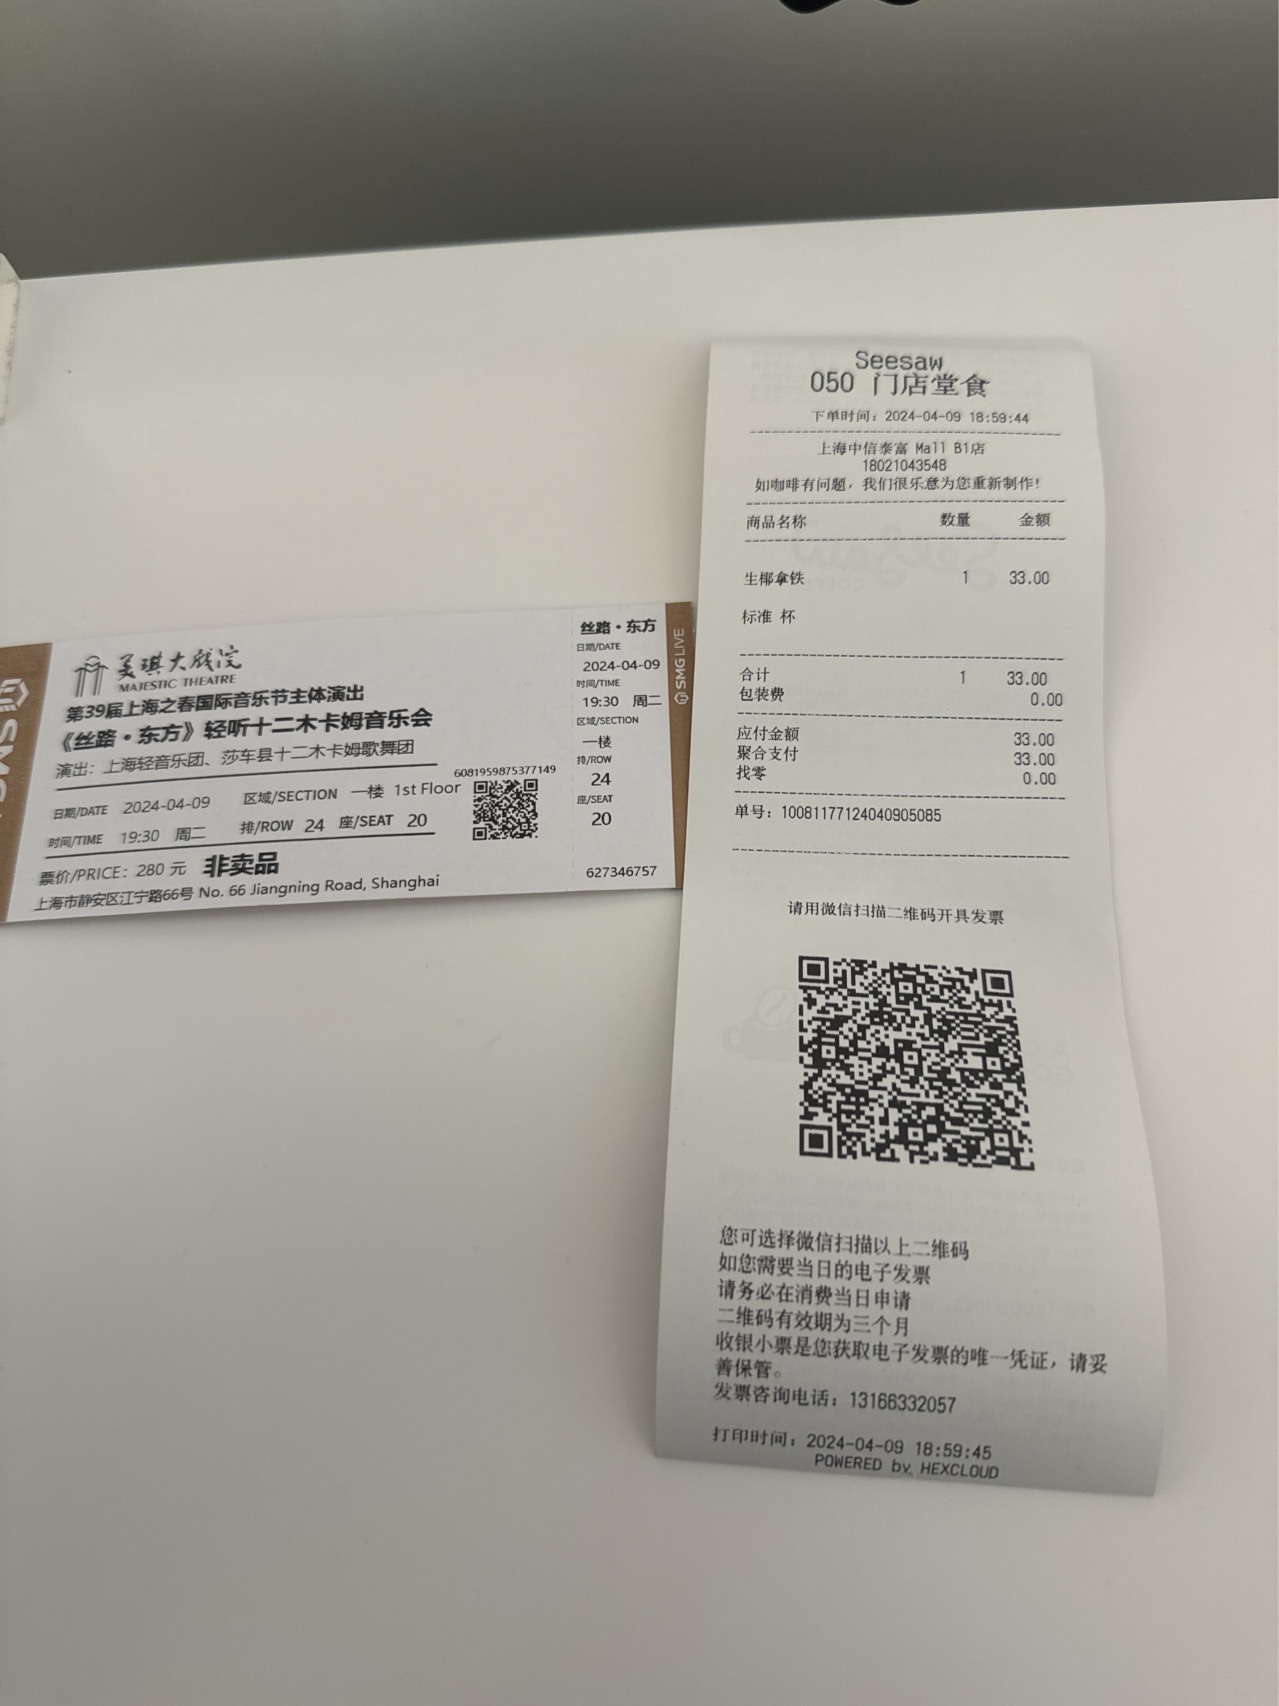 美琪大戏院
MAJESTIC THEATRE
第39届上海之春国际音乐节主体演出
《丝路·东方》轻听十二木卡姆音乐会
演出：上海轻音乐团、莎车县十二木卡姆歌舞团
6081959875377149
日期/DATE 2024-04-09 区域/SECTION 一楼 1st Floor
时间/TIME 19:30 周二 排/ROW 24 座/SEAT 20
票价/PRICE：280 元 非卖品
上海市静安区江宁路66号 No. 66 Jiangning Road, Shanghai
丝路·东方
日期/DATE
2024-04-09
时间/TIME
19:30 周二
区域/SECTION
一楼
排/ROW
24
座/SEAT
20
627346757
SMG LIVE
SMG
Seesaw
050 门店堂食
下单时间：2024-04-09 18:59:44
上海中信泰富 Mall B1店
18021043548
如咖啡有问题，我们很乐意为您重新制作！
商品名称 数量 金额
生椰拿铁 1 33.00
标准 杯
合计 1 33.00
包装费 0.00
应付金额 33.00
聚合支付 33.00
找零 0.00
单号：10081177124040905085
请用微信扫描二维码开具发票
您可选择微信扫描以上二维码
如您需要当日的电子发票
请务必在消费当日申请
二维码有效期为三个月
收银小票是您获取电子发票的唯一凭证，请妥
善保管。
发票咨询电话：13166332057
打印时间：2024-04-09 18:59:45
POWERED by HEXCLOUD